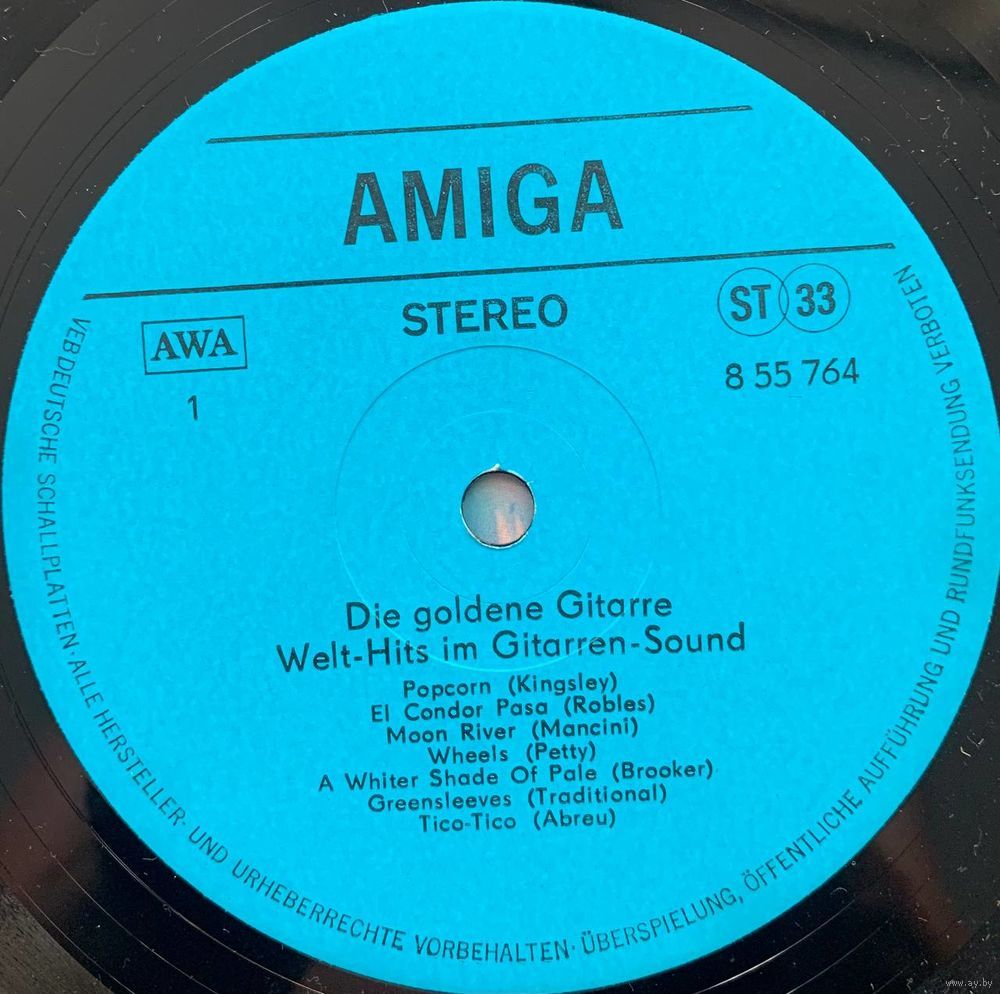 AMIGA
STEREO
ST 33
AWA
8 55 764
1
Die goldene Gitarre
Welt-Hits im Gitarren-Sound
Popcorn (Kingsley)
El Condor Pasa (Robles)
Moon River (Mancini)
Wheels (Petty)
A Whiter Shade Of Pale (Brooker)
Greensleeves (Traditional)
Tico-Tico (Abreu)
VEB DEUTSCHE SCHALLPLATTEN · ALLE HERSTELLER- UND URHEBERRECHTE VORBEHALTEN · ÜBERSPIELUNG, ÖFFENTLICHE AUFFÜHRUNG UND RUNDFUNKSENDUNG VERBOTEN
www.ay.by